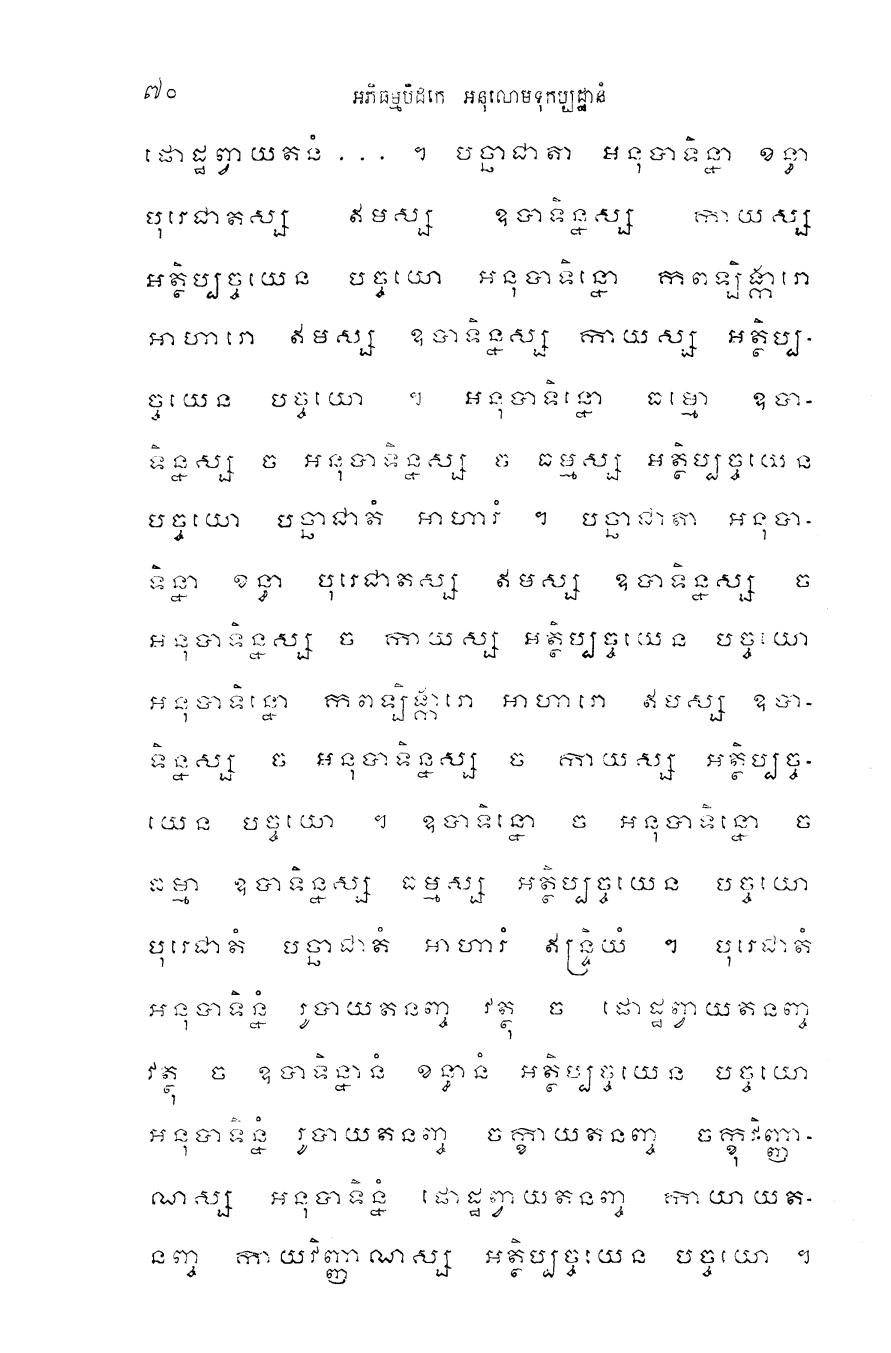 ៧០ អភិធម្មបិដកេ អនុលោមទុកប្បដ្ឋានំ
ដោដ្ឋព្វាយតនំ . . . ។ បច្ឆាជាតា អនុបាទិន្នា ខន្ធា
បុរេជាតស្ស ឥមស្ស ឧបាទិន្នស្ស កាយស្ស
អត្ថិប្បច្ចយេន បច្ចយោ អនុបាទិន្នោ កពឡិង្ការោ
អាហារោ ឥមស្ស ឧបាទិន្នស្ស កាយស្ស អត្ថិប្ប-
ច្ចយេន បច្ចយោ ។ អនុបាទិន្នោ ធម្មោ ឧបា-
ទិន្នស្ស ច អនុបាទិន្នស្ស ច ធម្មស្ស អត្ថិប្បច្ចយេន
បច្ចយោ បច្ឆាជាតំ អាហារំ ។ បច្ឆាជាតា អនុបា-
ទិន្នា ខន្ធា បុរេជាតស្ស ឥមស្ស ឧបាទិន្នស្ស ច
អនុបាទិន្នស្ស ច កាយស្ស អត្ថិប្បច្ចយេន បច្ចយោ
អនុបាទិន្នោ កពឡិង្ការោ អាហារោ ឥមស្ស ឧបា-
ទិន្នស្ស ច អនុបាទិន្នស្ស ច កាយស្ស អត្ថិប្បច្ច-
យេន បច្ចយោ ។ ឧបាទិន្នោ ច អនុបាទិន្នោ ច
ធម្មា ឧបាទិន្នស្ស ធម្មស្ស អត្ថិប្បច្ចយេន បច្ចយោ
បុរេជាតំ បច្ឆាជាតំ អាហារំ ឥន្ទ្រិយំ ។ បុរេជាតំ
អនុបាទិន្នំ រូបាយតនញ្ច វត្ថុ ច ដោដ្ឋព្វាយតនញ្ច
វត្ថុ ច ឧបាទិន្នានំ ខន្ធានំ អត្ថិប្បច្ចយេន បច្ចយោ
អនុបាទិន្នំ រូបាយតនញ្ច ចក្ខាយតនញ្ច ចក្ខុវិញ្ញា-
ណស្ស អនុបាទិន្នំ ដោដ្ឋព្វាយតនញ្ច កាយាយត-
នញ្ច កាយវិញ្ញាណស្ស អត្ថិប្បច្ចយេន បច្ចយោ ។